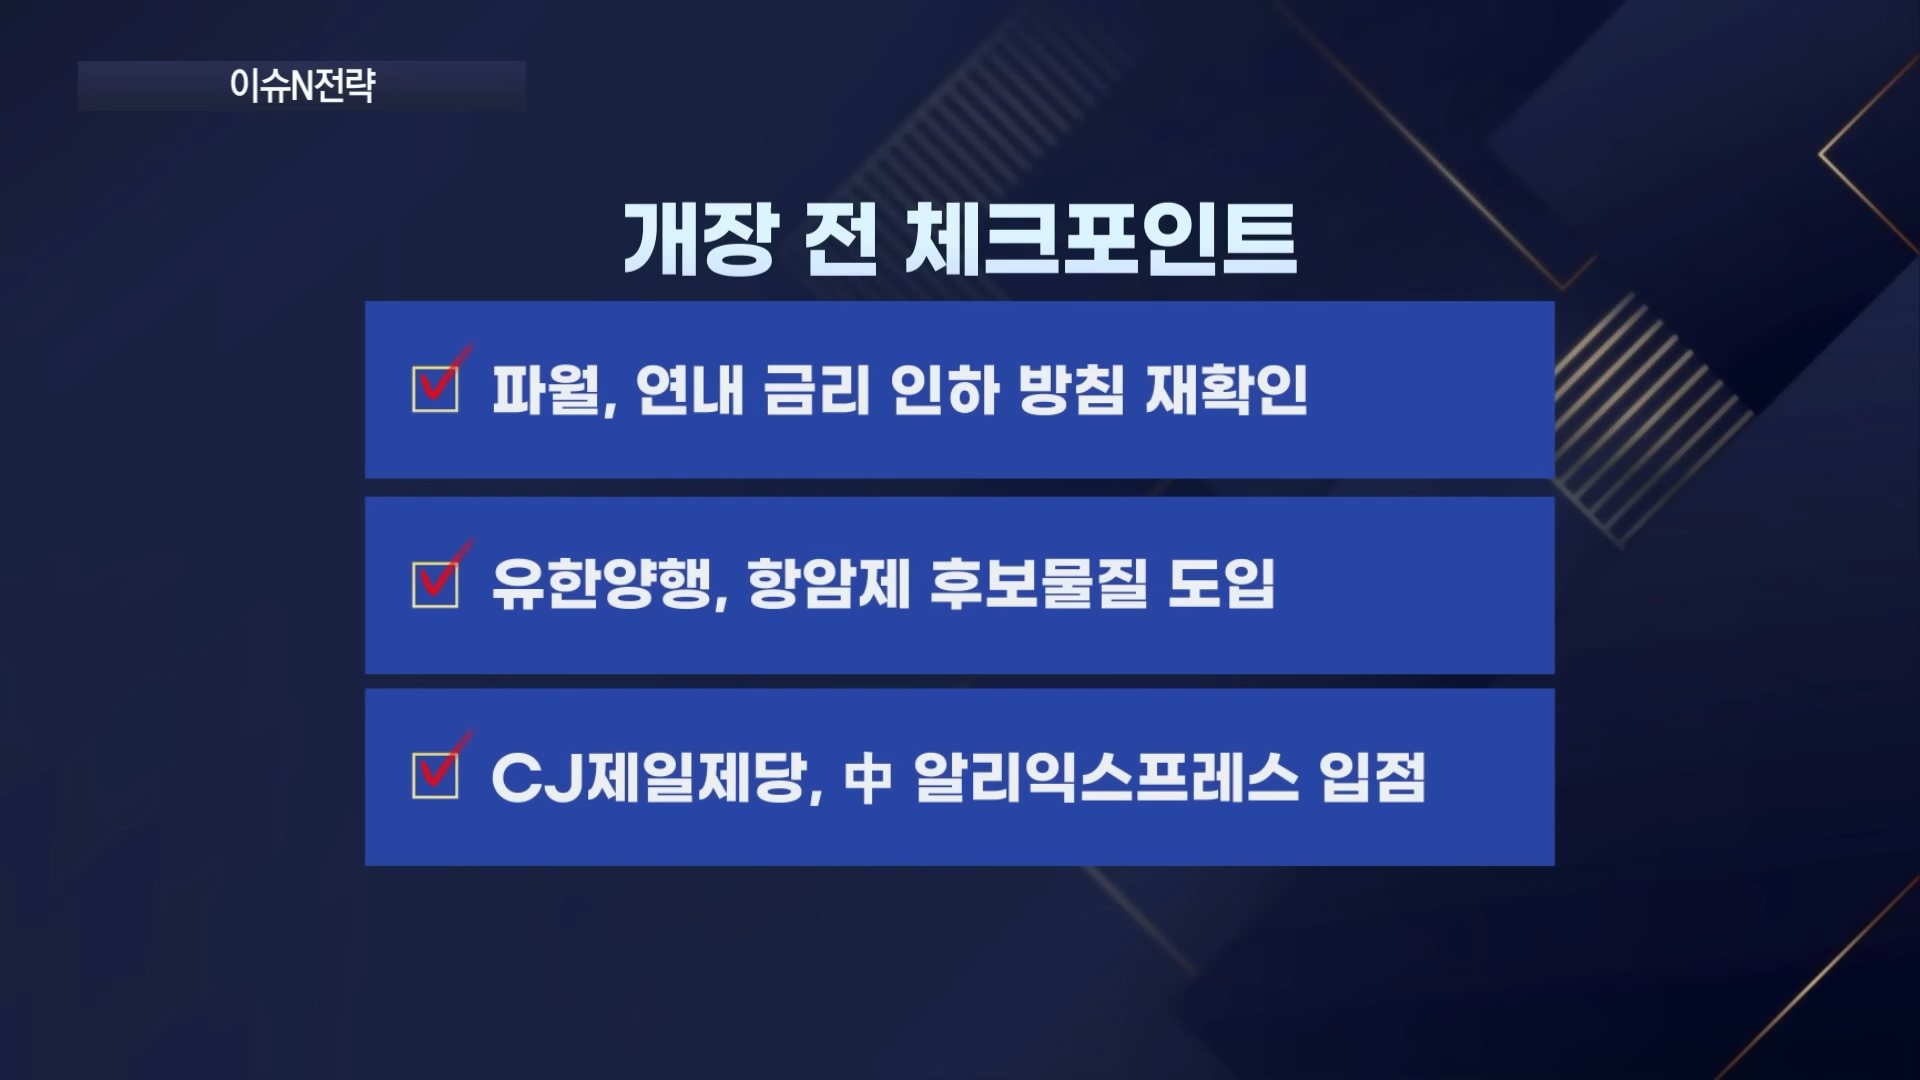 이슈N전략
개장 전 체크포인트
파월, 연내 금리 인하 방침 재확인
유한양행, 항암제 후보물질 도입
CJ제일제당, 中 알리익스프레스 입점